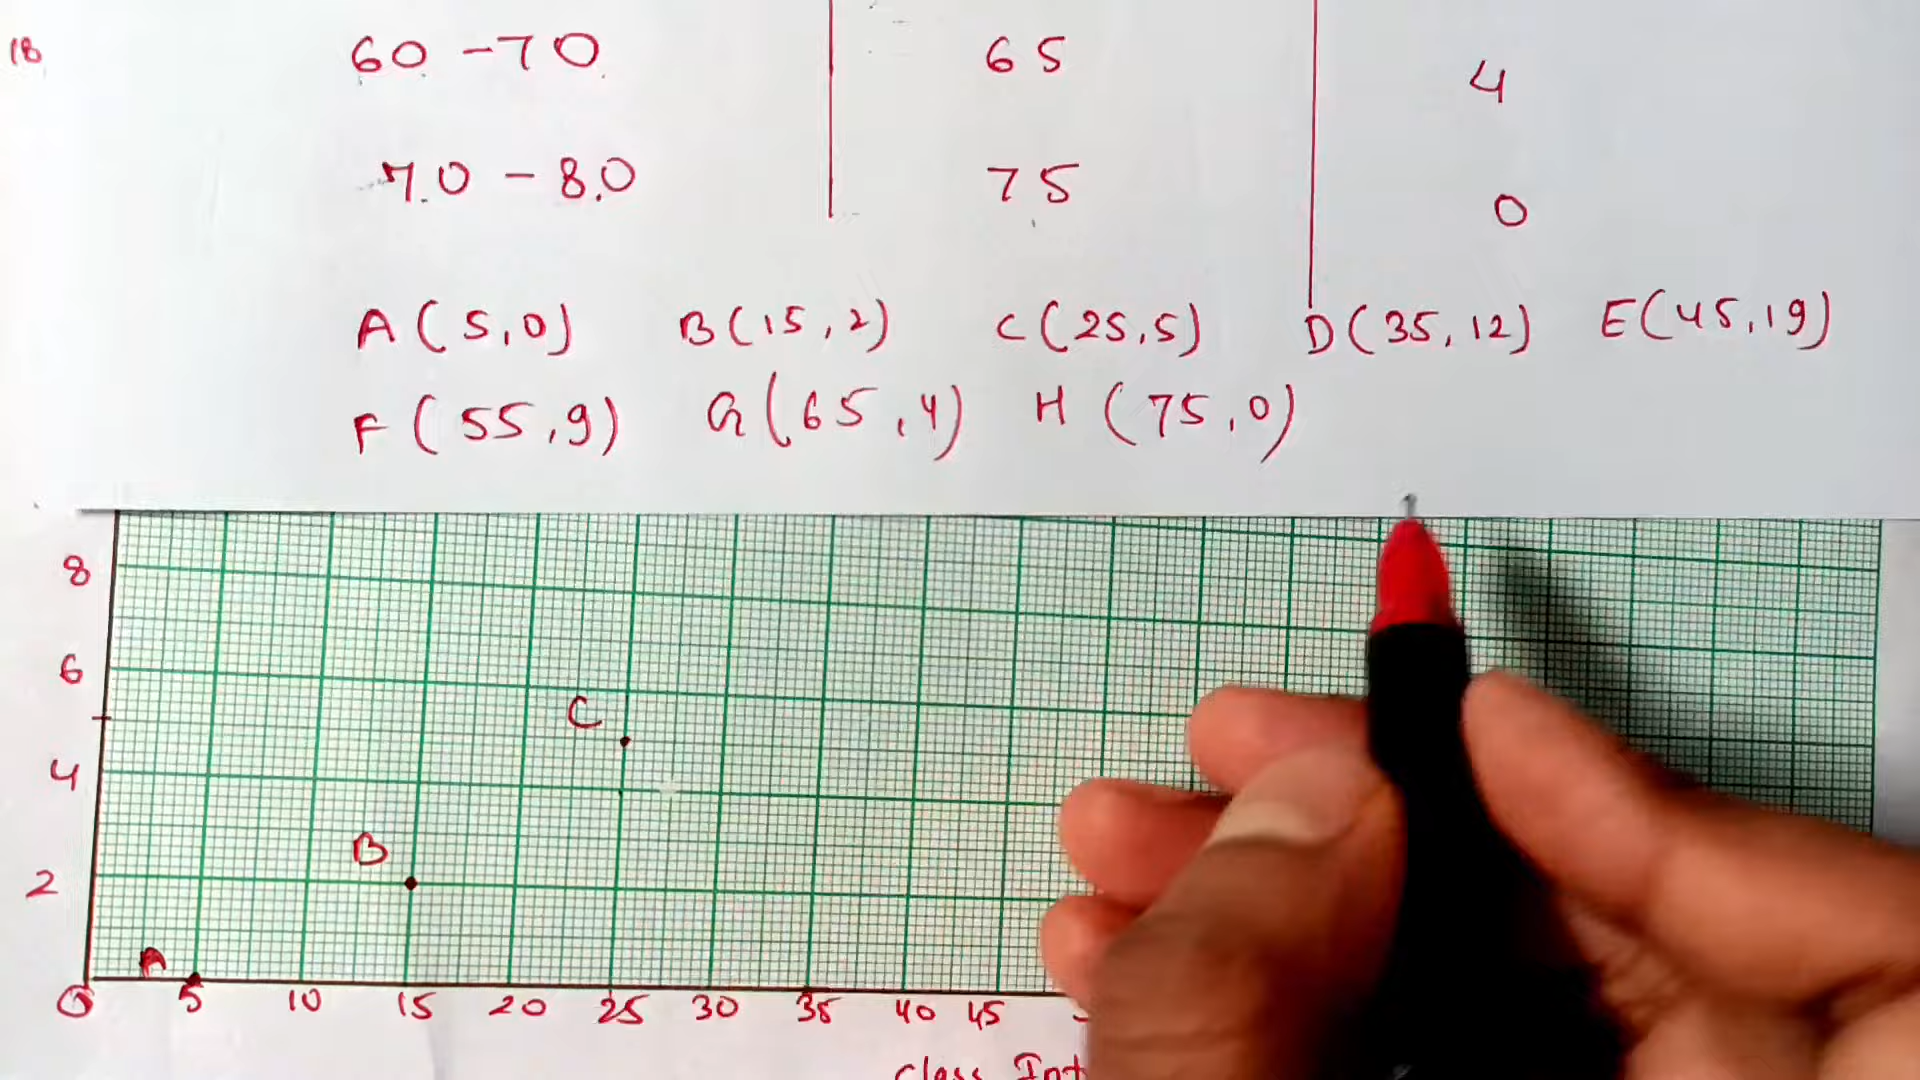 18 60-70 65 4
70-80 75 0
A(5,0) B(15,2) C(25,5) D(35,12) E(45,19)
F(55,9) G(65,4) H(75,0)
8
6
C
4
B
2
A
0 5 10 15 20 25 30 35 40 45
Class Int